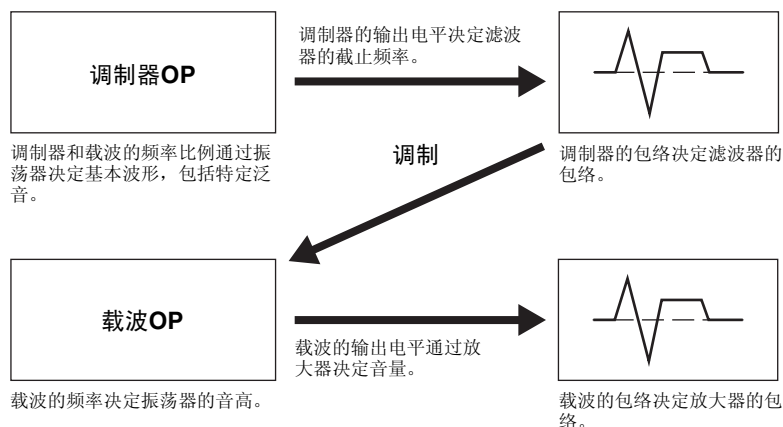 调制器的输出电平决定滤波
器的截止频率。
调制器OP
调制器和载波的频率比例通过振
荡器决定基本波形，包括特定泛
音。
调制
调制器的包络决定滤波器的
包络。
载波OP
载波的输出电平通过放
大器决定音量。
载波的频率决定振荡器的音高。
载波的包络决定放大器的包
络。